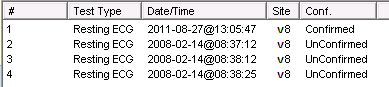 # Test Type Date/Time Site Conf.
1 Resting ECG 2011-08-27@13:05:47 v8 Confirmed
2 Resting ECG 2008-02-14@08:37:12 v8 UnConfirmed
3 Resting ECG 2008-02-14@08:38:12 v8 UnConfirmed
4 Resting ECG 2008-02-14@08:38:25 v8 UnConfirmed